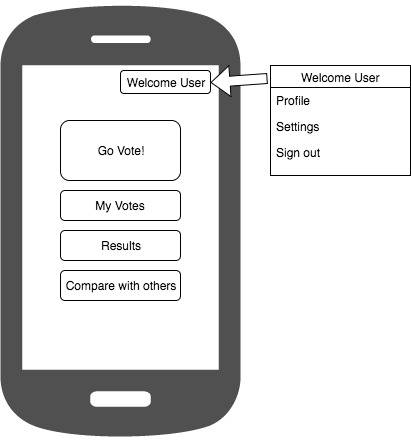 Welcome User
Go Vote!
My Votes
Results
Compare with others
Welcome User
Profile
Settings
Sign out